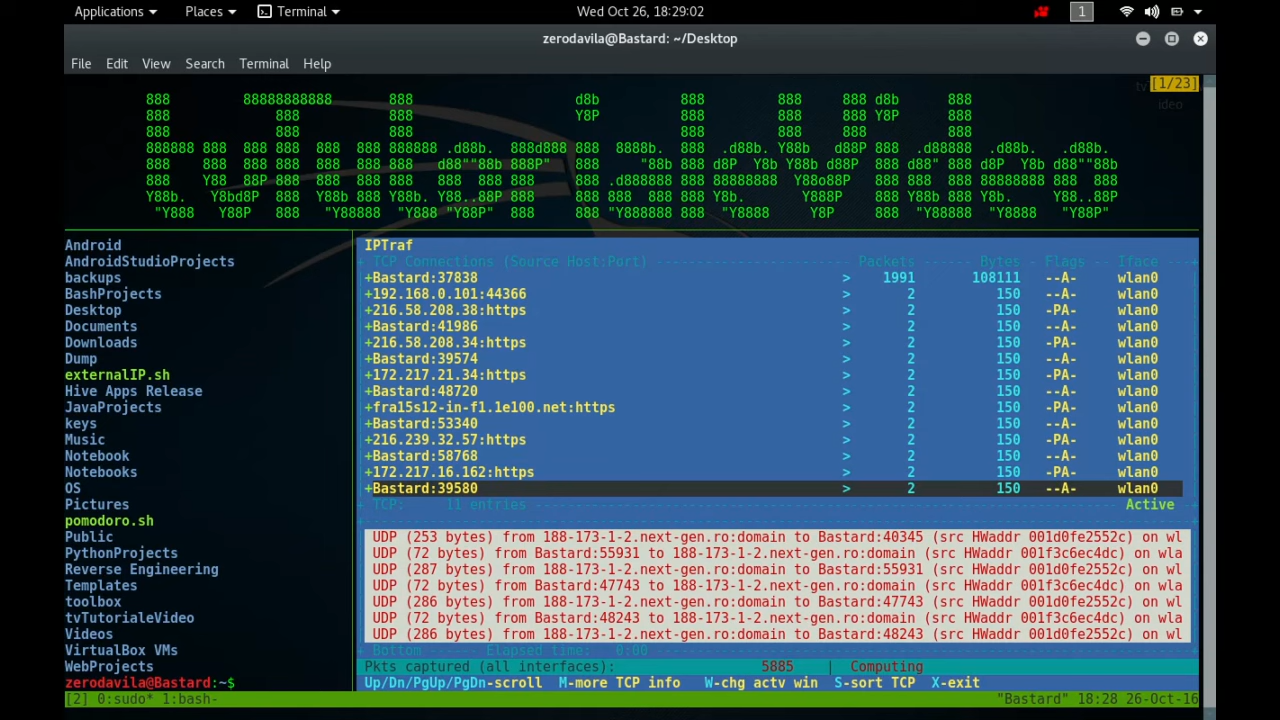 Applications Places Terminal Wed Oct 26, 18:29:02 1
zerodavila@Bastard: ~/Desktop
File Edit View Search Terminal Help
[1/23]
tutorialeVideo
Android
AndroidStudioProjects
backups
BashProjects
Desktop
Documents
Downloads
Dump
externalIP.sh
Hive Apps Release
JavaProjects
keys
Music
Notebook
Notebooks
OS
Pictures
pomodoro.sh
Public
PythonProjects
Reverse Engineering
Templates
toolbox
tvTutorialeVideo
Videos
VirtualBox VMs
WebProjects
zerodavila@Bastard:~$
IPTraf
TCP Connections (Source Host:Port) Packets Bytes Flags Iface
+Bastard:37838 > 1991 108111 --A- wlan0
+192.168.0.101:44366 > 2 150 --A- wlan0
+216.58.208.38:https > 2 150 -PA- wlan0
+Bastard:41986 > 2 150 --A- wlan0
+216.58.208.34:https > 2 150 -PA- wlan0
+Bastard:39574 > 2 150 --A- wlan0
+172.217.21.34:https > 2 150 -PA- wlan0
+Bastard:48720 > 2 150 --A- wlan0
+fra15s12-in-f1.1e100.net:https > 2 150 -PA- wlan0
+Bastard:53340 > 2 150 --A- wlan0
+216.239.32.57:https > 2 150 -PA- wlan0
+Bastard:58768 > 2 150 --A- wlan0
+172.217.16.162:https > 2 150 -PA- wlan0
+Bastard:39580 > 2 150 --A- wlan0
TCP: 11 entries Active
UDP (253 bytes) from 188-173-1-2.next-gen.ro:domain to Bastard:40345 (src HWaddr 001d0fe2552c) on wl
UDP (72 bytes) from Bastard:55931 to 188-173-1-2.next-gen.ro:domain (src HWaddr 001f3c6ec4dc) on wla
UDP (287 bytes) from 188-173-1-2.next-gen.ro:domain to Bastard:55931 (src HWaddr 001d0fe2552c) on wl
UDP (72 bytes) from Bastard:47743 to 188-173-1-2.next-gen.ro:domain (src HWaddr 001f3c6ec4dc) on wla
UDP (286 bytes) from 188-173-1-2.next-gen.ro:domain to Bastard:47743 (src HWaddr 001d0fe2552c) on wl
UDP (72 bytes) from Bastard:48243 to 188-173-1-2.next-gen.ro:domain (src HWaddr 001f3c6ec4dc) on wla
UDP (286 bytes) from 188-173-1-2.next-gen.ro:domain to Bastard:48243 (src HWaddr 001d0fe2552c) on wl
Bottom Elapsed time: 0:00
Pkts captured (all interfaces): 5885 | Computing
Up/Dn/PgUp/PgDn-scroll M-more TCP info W-chg actv win S-sort TCP X-exit
[2] 0:sudo* 1:bash- "Bastard" 18:28 26-Oct-16